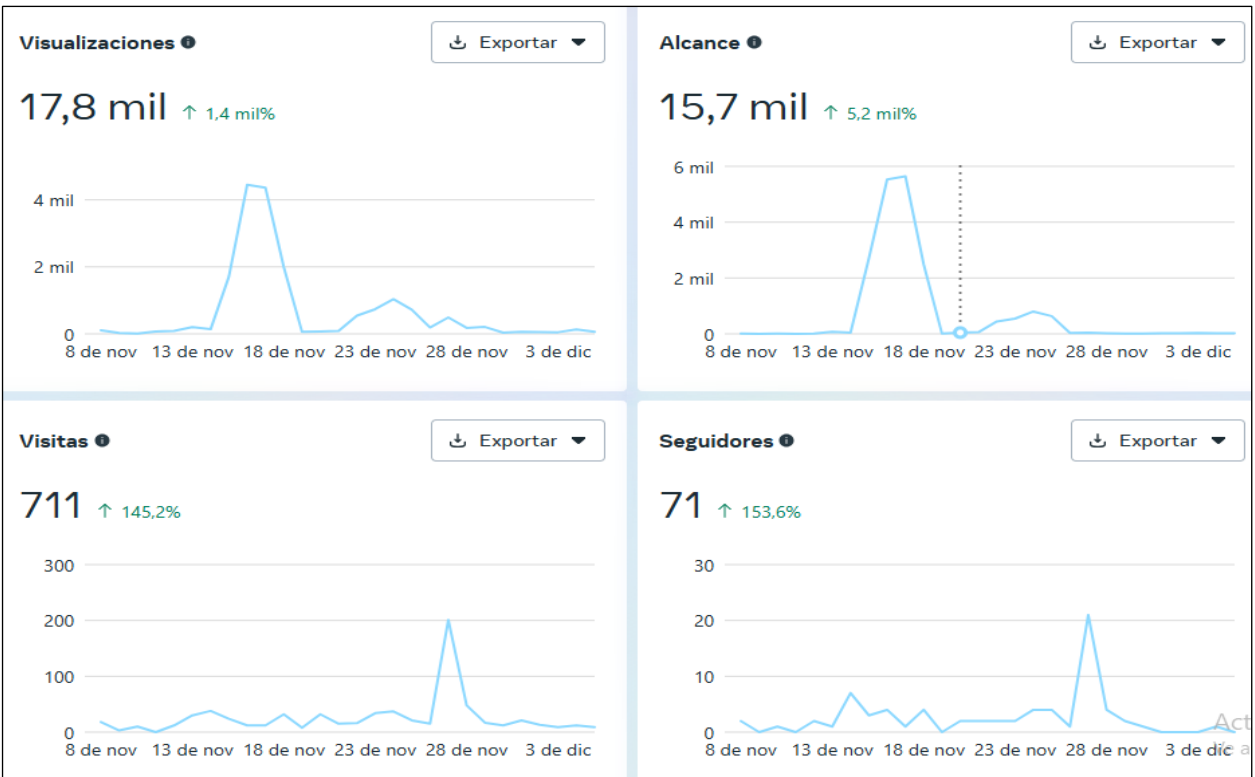 Visualizaciones
Exportar
17,8 mil ↑ 1,4 mil%
4 mil
2 mil
0
8 de nov 13 de nov 18 de nov 23 de nov 28 de nov 3 de dic
Alcance
Exportar
15,7 mil ↑ 5,2 mil%
6 mil
4 mil
2 mil
0
8 de nov 13 de nov 18 de nov 23 de nov 28 de nov 3 de dic
Visitas
Exportar
711 ↑ 145,2%
300
200
100
0
8 de nov 13 de nov 18 de nov 23 de nov 28 de nov 3 de dic
Seguidores
Exportar
71 ↑ 153,6%
30
20
10
0
8 de nov 13 de nov 18 de nov 23 de nov 28 de nov 3 de dic
Act